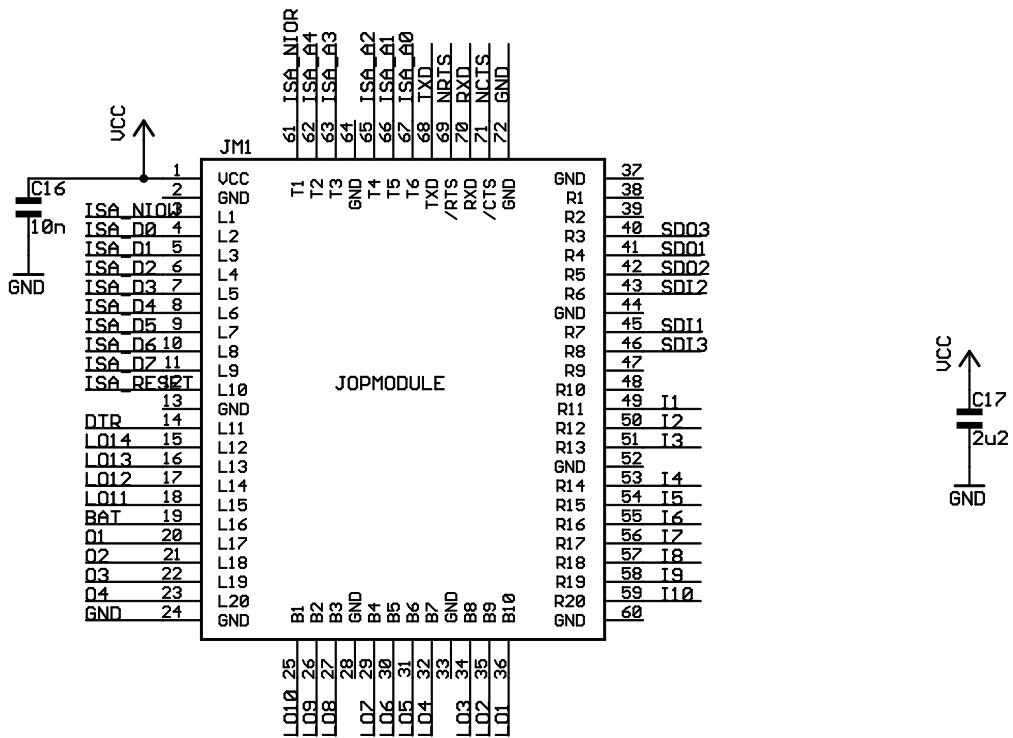 ISA_NIOR
ISA_A4
ISA_A3
ISA_A2
ISA_A1
ISA_A0
TXD
NRTS
RXD
NCTS
GND
61
62
63
64
65
66
67
68
69
70
71
72
VCC
JM1
T1
T2
T3
GND
T4
T5
T6
TXD
/RTS
RXD
/CTS
GND
C16
10n
GND
1 VCC
2 GND
ISA_NIOW 3 L1
ISA_D0 4 L2
ISA_D1 5 L3
ISA_D2 6 L4
ISA_D3 7 L5
ISA_D4 8 L6
ISA_D5 9 L7
ISA_D6 10 L8
ISA_D7 11 L9
ISA_RESET 12 L10
13 GND
DTR 14 L11
LO14 15 L12
LO13 16 L13
LO12 17 L14
LO11 18 L15
BAT 19 L16
O1 20 L17
O2 21 L18
O3 22 L19
O4 23 L20
GND 24 GND
JOPMODULE
GND 37
R1 38
R2 39
R3 40 SDO3
R4 41 SDO1
R5 42 SDO2
R6 43 SDI2
GND 44
R7 45 SDI1
R8 46 SDI3
R9 47
R10 48
R11 49 I1
R12 50 I2
R13 51 I3
GND 52
R14 53 I4
R15 54 I5
R16 55 I6
R17 56 I7
R18 57 I8
R19 58 I9
R20 59 I10
GND 60
B1
B2
B3
GND
B4
B5
B6
B7
GND
B8
B9
B10
25
26
27
28
29
30
31
32
33
34
35
36
LO10
LO9
LO8
LO7
LO6
LO5
LO4
LO3
LO2
LO1
VCC
C17
2u2
GND